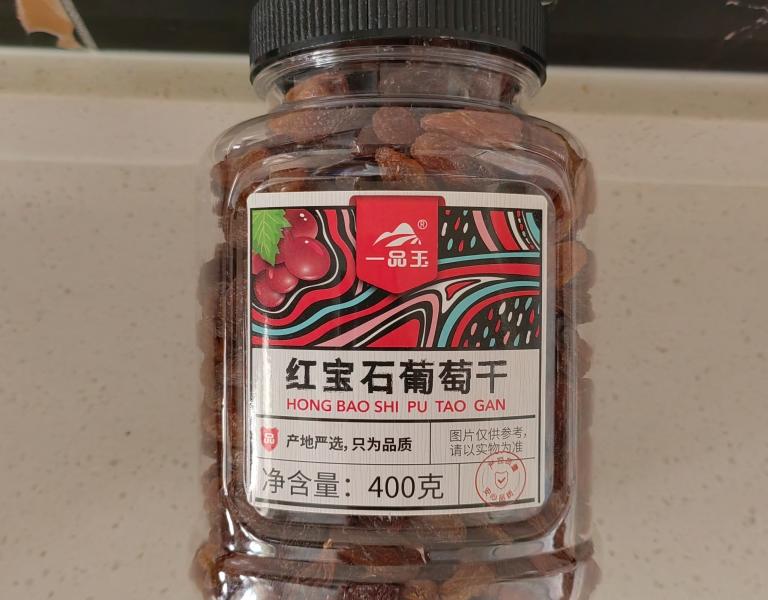 ®
一品玉
红宝石葡萄干
HONG BAO SHI PU TAO GAN
品
产地严选，只为品质
图片仅供参考，
请以实物为准
净含量：400克